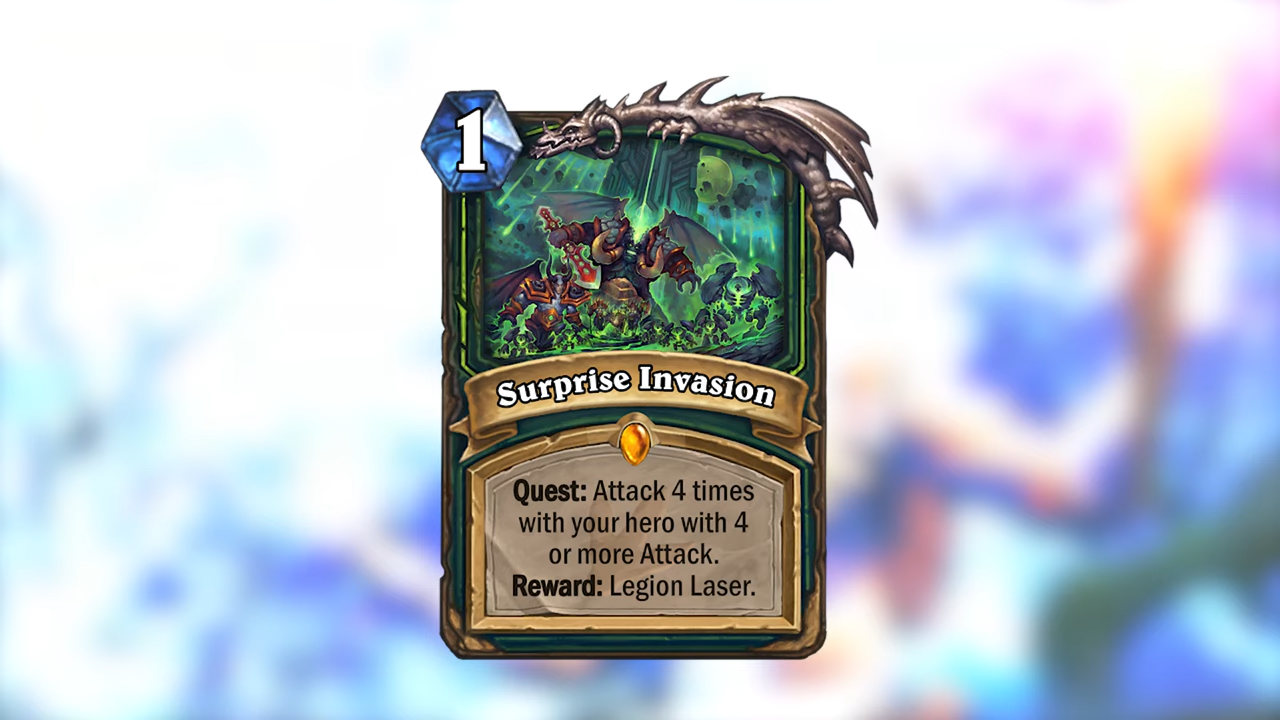 1
Surprise Invasion
Quest: Attack 4 times
with your hero with 4
or more Attack.
Reward: Legion Laser.